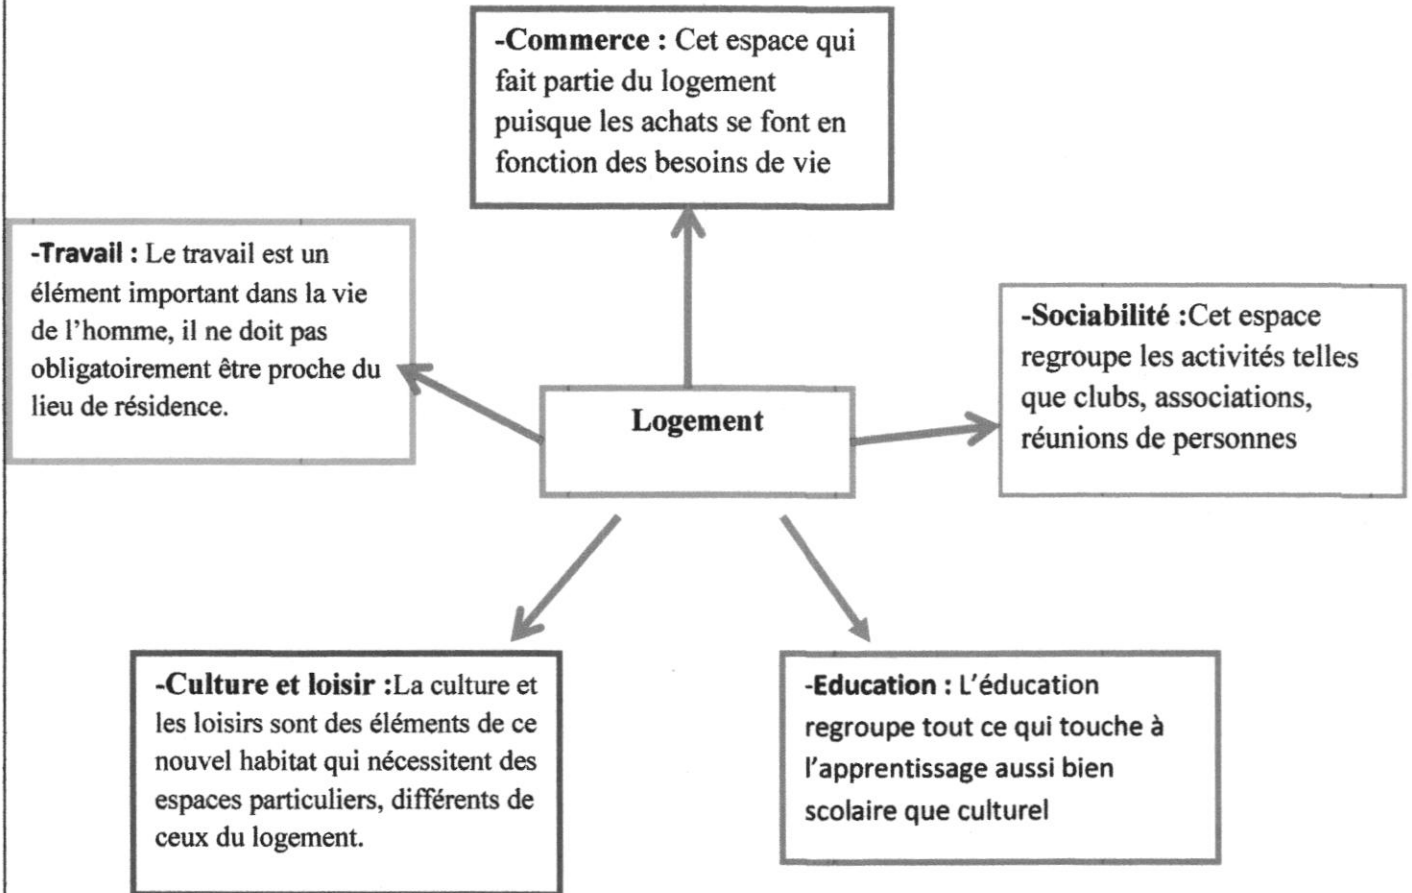 -Commerce : Cet espace qui
fait partie du logement
puisque les achats se font en
fonction des besoins de vie
-Travail : Le travail est un
élément important dans la vie
de l'homme, il ne doit pas
obligatoirement être proche du
lieu de résidence.
-Sociabilité :Cet espace
regroupe les activités telles
que clubs, associations,
réunions de personnes
Logement
-Culture et loisir :La culture et
les loisirs sont des éléments de ce
nouvel habitat qui nécessitent des
espaces particuliers, différents de
ceux du logement.
-Education : L'éducation
regroupe tout ce qui touche à
l'apprentissage aussi bien
scolaire que culturel